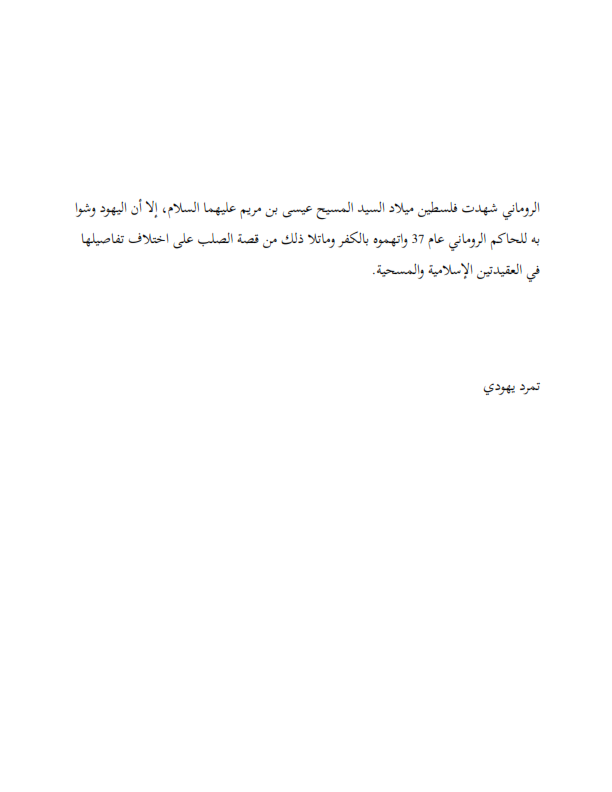 الروماني شهدت فلسطين ميلاد السيد المسيح عيسى بن مريم عليهما السلام، إلا أن اليهود وشوا
به للحاكم الروماني عام 37 واتهموه بالكفر وماتلا ذلك من قصة الصلب على اختلاف تفاصيلها
في العقيدتين الإسلامية والمسحية.
تمرد يهودي